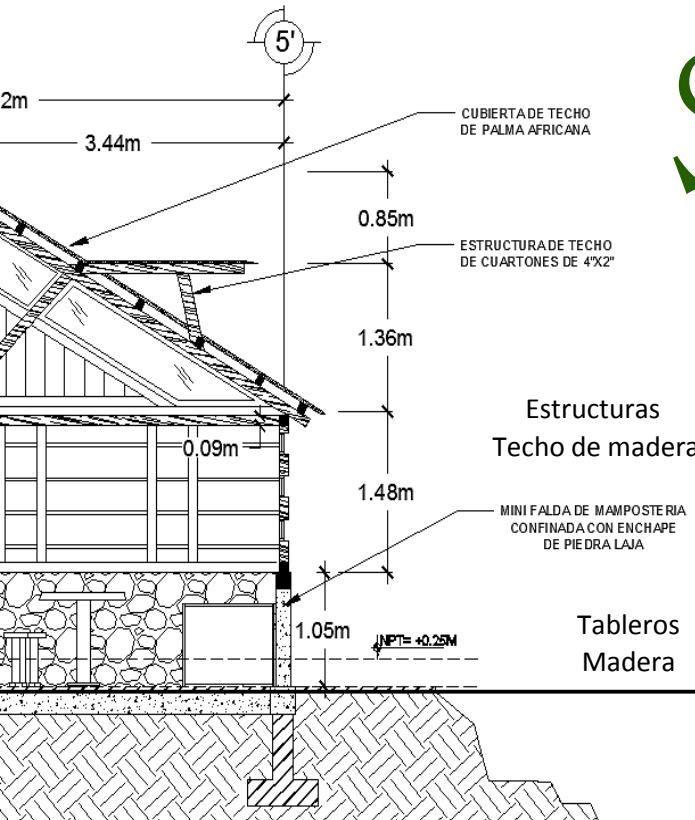 5'
2m
3.44m
CUBIERTA DE TECHO
DE PALMA AFRICANA
0.85m
ESTRUCTURA DE TECHO
DE CUARTONES DE 4"X2"
1.36m
Estructuras
Techo de madera
0.09m
1.48m
MINI FALDA DE MAMPOSTERIA
CONFINADA CON ENCHAPE
DE PIEDRA LAJA
1.05m
NPT= +0.25M
Tableros
Madera